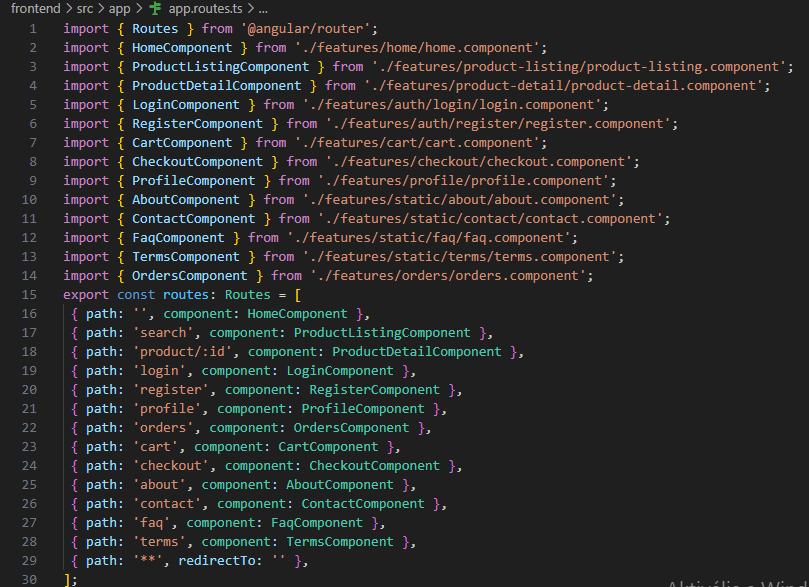 frontend > src > app > app.routes.ts > ...
1 import { Routes } from '@angular/router';
2 import { HomeComponent } from './features/home/home.component';
3 import { ProductListingComponent } from './features/product-listing/product-listing.component';
4 import { ProductDetailComponent } from './features/product-detail/product-detail.component';
5 import { LoginComponent } from './features/auth/login/login.component';
6 import { RegisterComponent } from './features/auth/register/register.component';
7 import { CartComponent } from './features/cart/cart.component';
8 import { CheckoutComponent } from './features/checkout/checkout.component';
9 import { ProfileComponent } from './features/profile/profile.component';
10 import { AboutComponent } from './features/static/about/about.component';
11 import { ContactComponent } from './features/static/contact/contact.component';
12 import { FaqComponent } from './features/static/faq/faq.component';
13 import { TermsComponent } from './features/static/terms/terms.component';
14 import { OrdersComponent } from './features/orders/orders.component';
15 export const routes: Routes = [
16 { path: '', component: HomeComponent },
17 { path: 'search', component: ProductListingComponent },
18 { path: 'product/:id', component: ProductDetailComponent },
19 { path: 'login', component: LoginComponent },
20 { path: 'register', component: RegisterComponent },
21 { path: 'profile', component: ProfileComponent },
22 { path: 'orders', component: OrdersComponent },
23 { path: 'cart', component: CartComponent },
24 { path: 'checkout', component: CheckoutComponent },
25 { path: 'about', component: AboutComponent },
26 { path: 'contact', component: ContactComponent },
27 { path: 'faq', component: FaqComponent },
28 { path: 'terms', component: TermsComponent },
29 { path: '**', redirectTo: '' },
30 ];